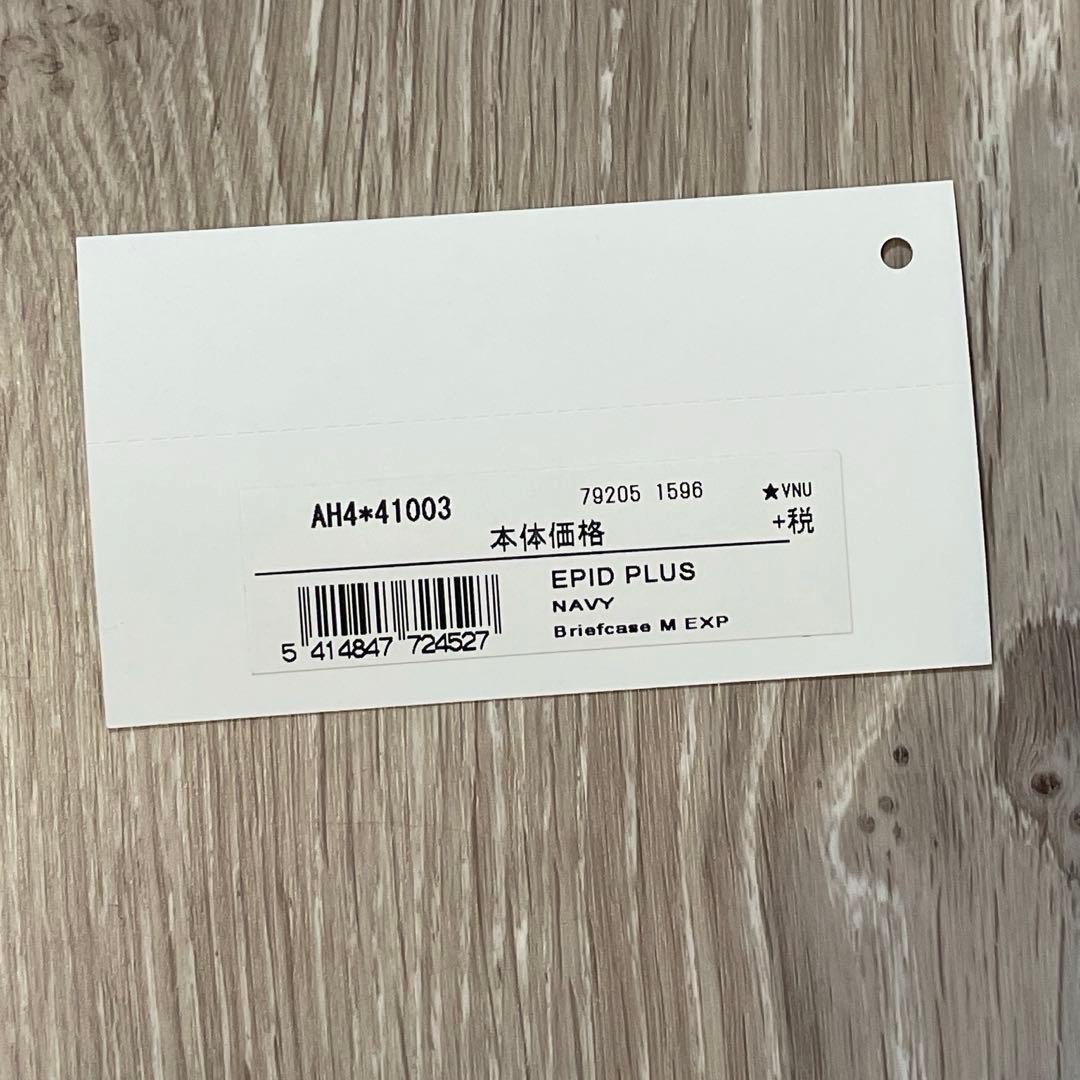 AH4*41003 79205 1596 ★VNU
本体価格 +税
EPID PLUS
NAVY
Briefcase M EXP
5 414847 724527